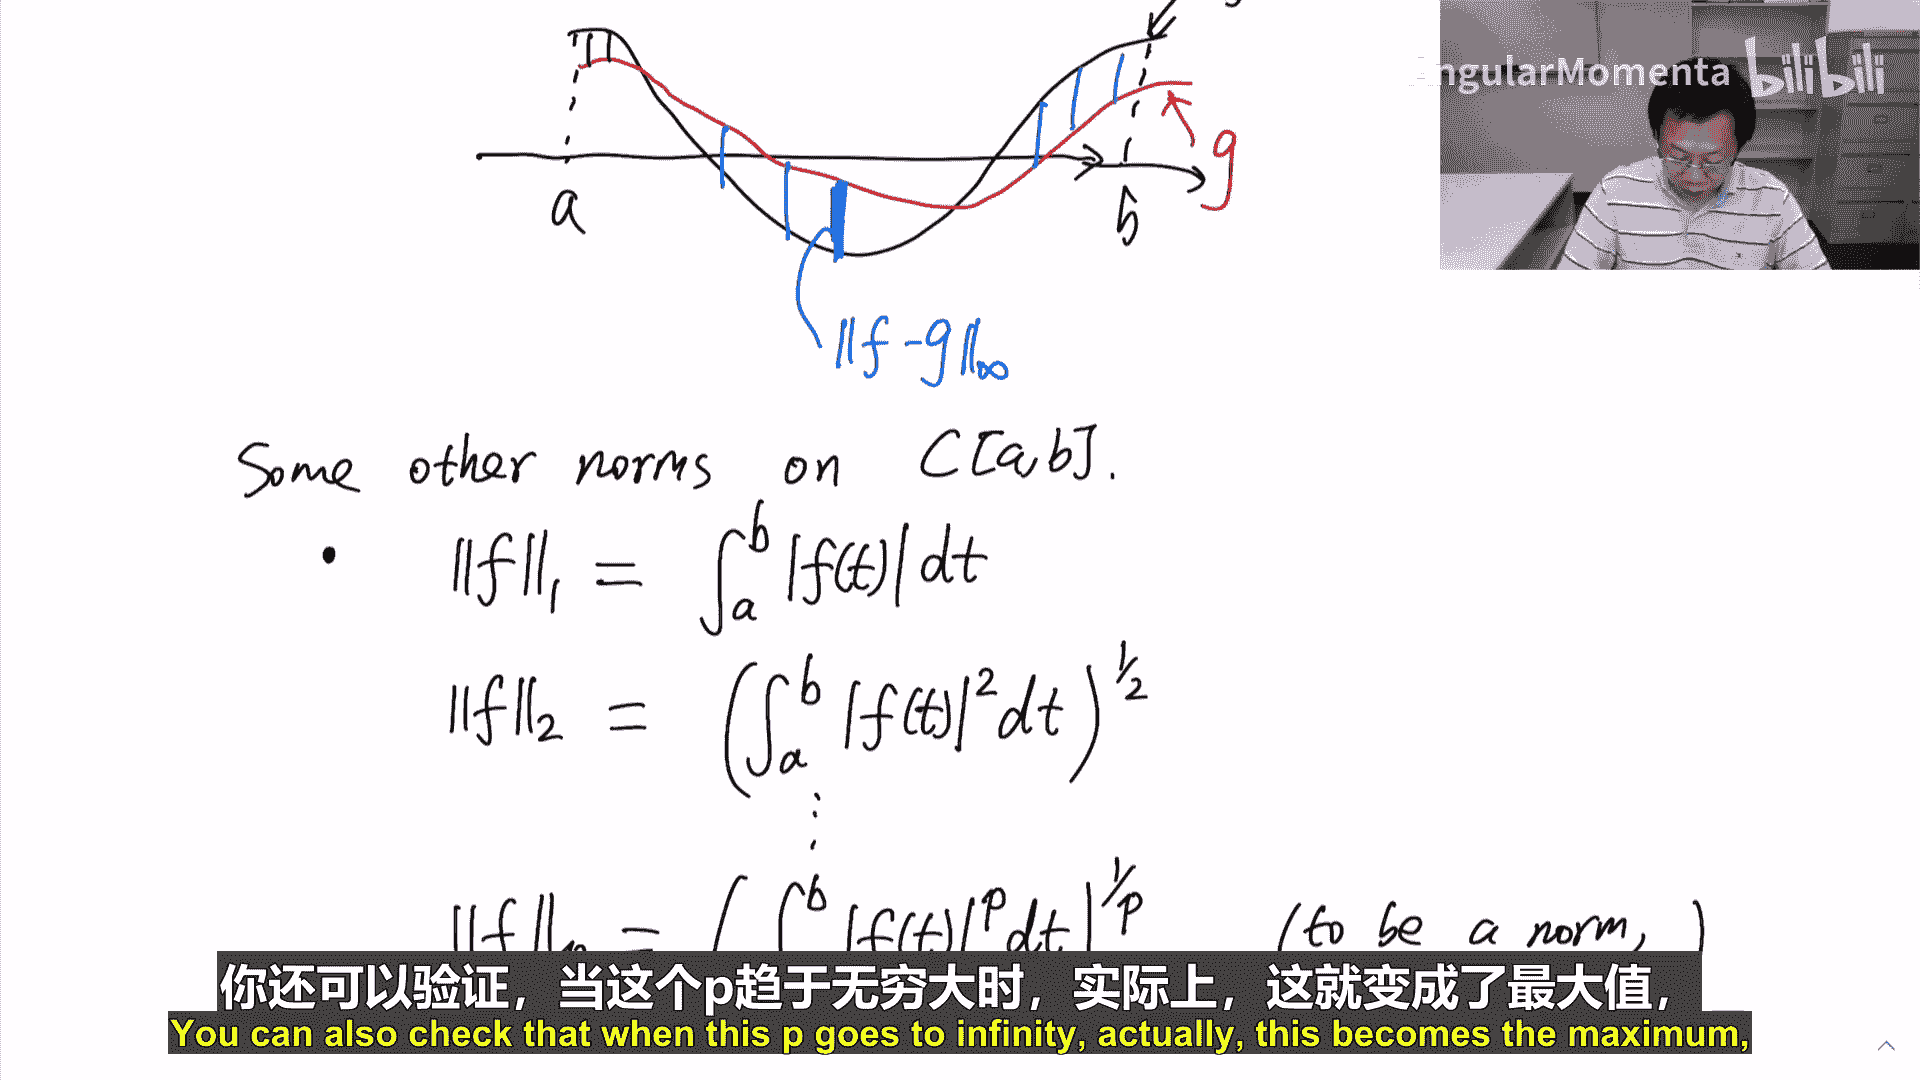 AngularMomenta bilibili
g
a
b
‖f-g‖∞
Some other norms on C[a,b].
• ‖f‖₁ = ∫ₐᵇ |f(t)| dt
‖f‖₂ = (∫ₐᵇ |f(t)|² dt)^½
⋮
‖f‖ₚ = (∫ᵇ |f(t)|ᵖ dt)^1/p (to be a norm, )
你还可以验证，当这个p趋于无穷大时，实际上，这就变成了最大值，
You can also check that when this p goes to infinity, actually, this becomes the maximum,